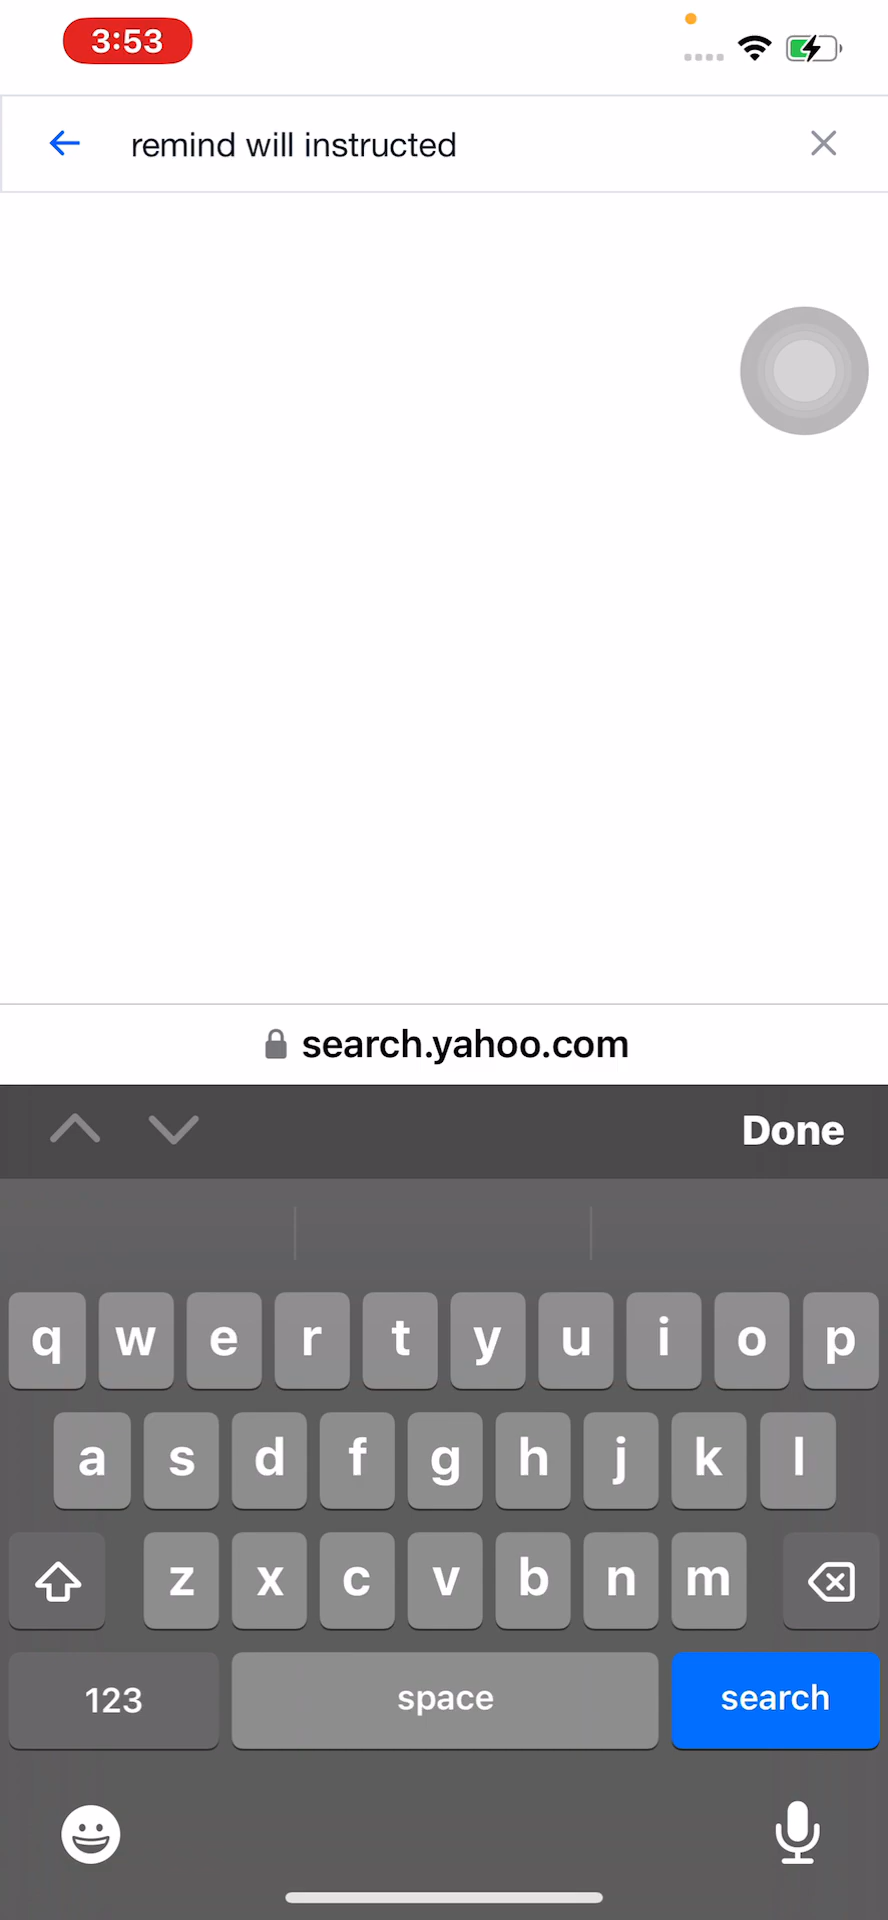 3:53
remind will instructed
search.yahoo.com
Done
q w e r t y u i o p
a s d f g h j k l
z x c v b n m
123 space search